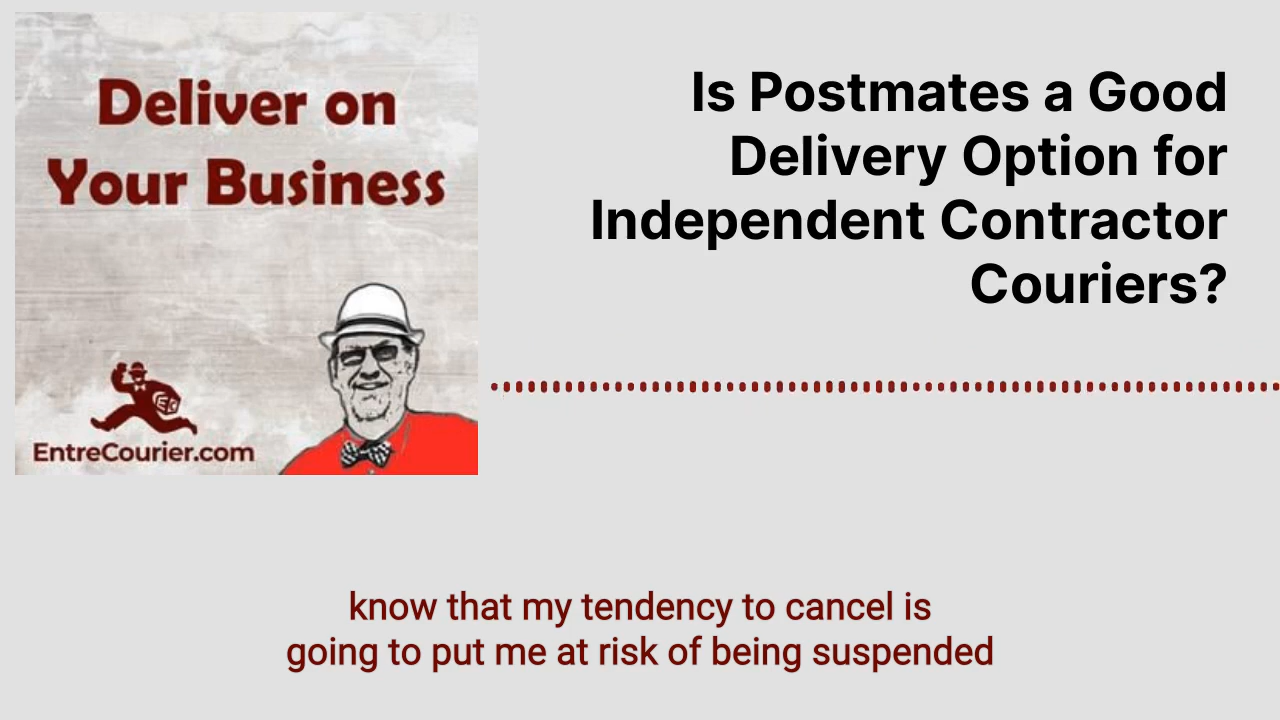 Deliver on
Your Business
EntreCourier.com
Is Postmates a Good
Delivery Option for
Independent Contractor
Couriers?
know that my tendency to cancel is
going to put me at risk of being suspended